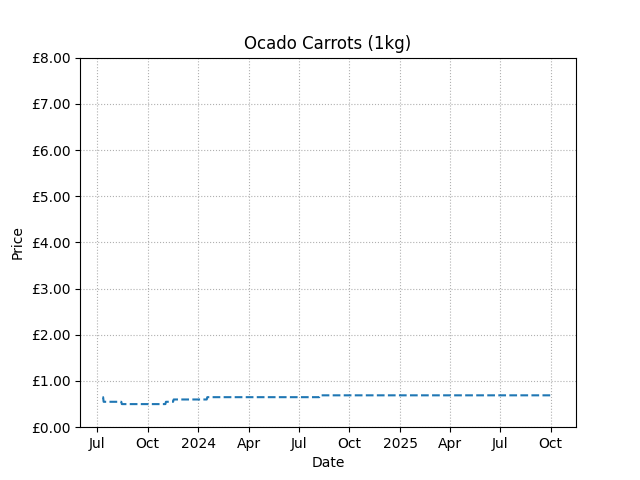 Ocado Carrots (1kg)
£8.00
£7.00
£6.00
£5.00
£4.00
£3.00
£2.00
£1.00
£0.00
Price
Jul Oct 2024 Apr Jul Oct 2025 Apr Jul Oct
Date